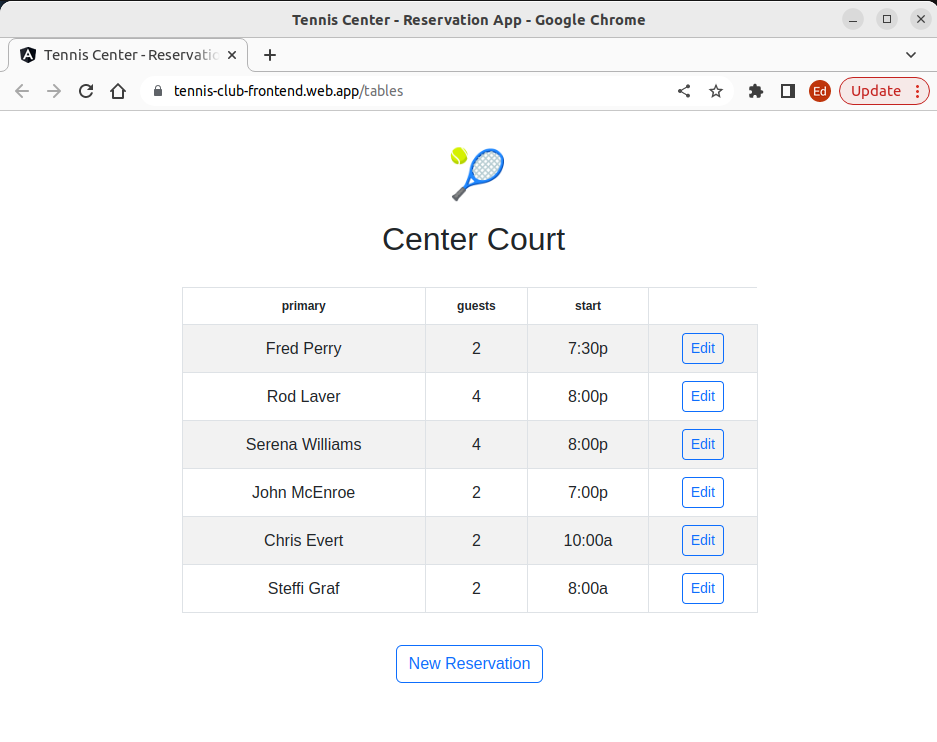 Tennis Center - Reservation App - Google Chrome
Tennis Center - Reservatio
tennis-club-frontend.web.app/tables
Ed
Update
Center Court
primary guests start
Fred Perry 2 7:30p Edit
Rod Laver 4 8:00p Edit
Serena Williams 4 8:00p Edit
John McEnroe 2 7:00p Edit
Chris Evert 2 10:00a Edit
Steffi Graf 2 8:00a Edit
New Reservation